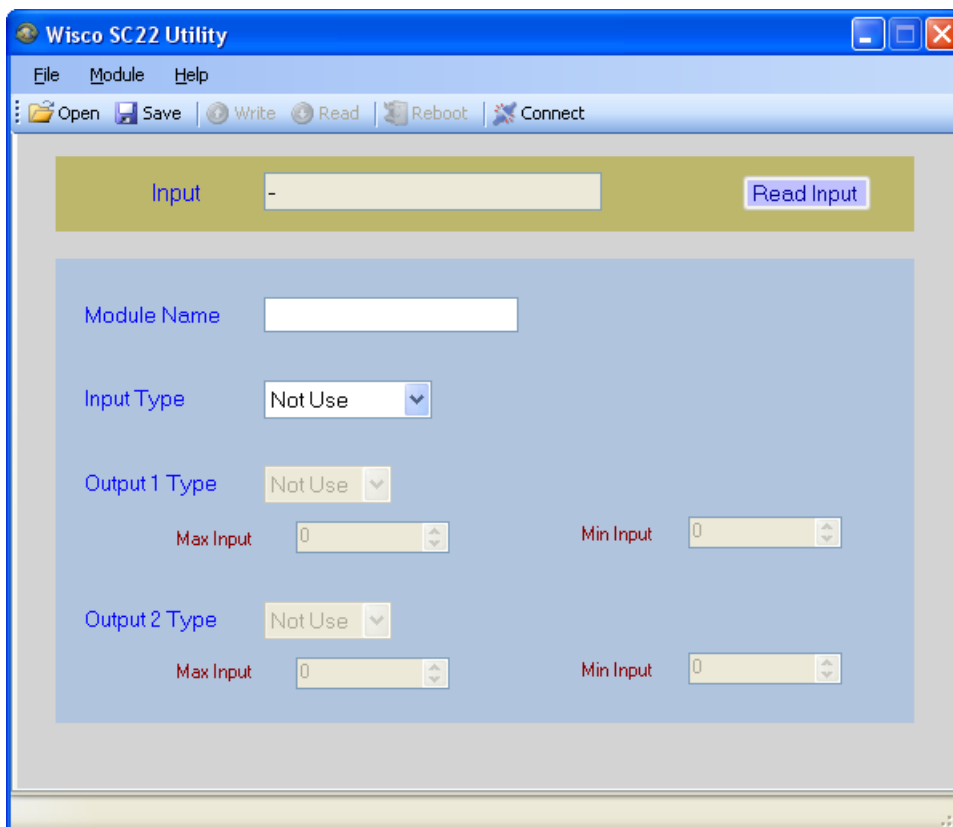 Wisco SC22 Utility
File Module Help
Open Save Write Read Reboot Connect
Input - Read Input
Module Name
Input Type Not Use
Output 1 Type Not Use
Max Input 0 Min Input 0
Output 2 Type Not Use
Max Input 0 Min Input 0